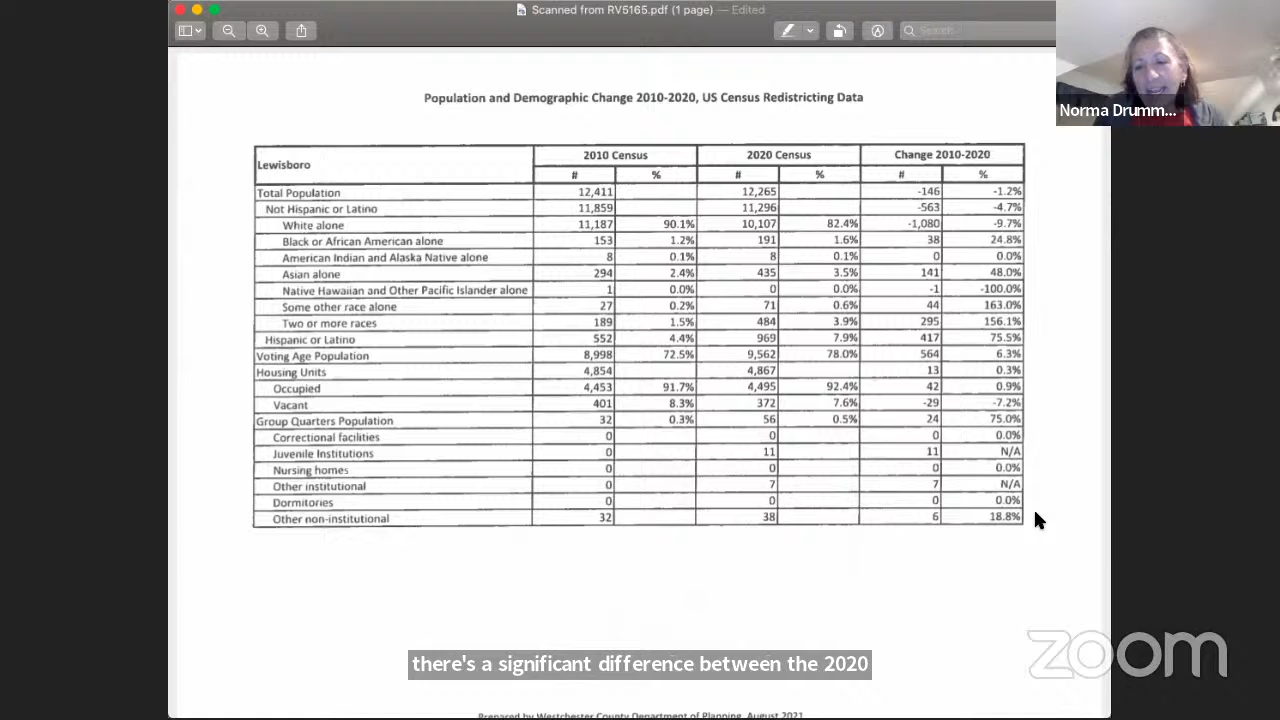 Scanned from RV5165.pdf (1 page) — Edited
Search
Norma Drumm...
Population and Demographic Change 2010-2020, US Census Redistricting Data
Lewisboro 2010 Census 2020 Census Change 2010-2020
# % # % # %
Total Population 12,411 12,265 -146 -1.2%
Not Hispanic or Latino 11,859 11,296 -563 -4.7%
White alone 11,187 90.1% 10,107 82.4% -1,080 -9.7%
Black or African American alone 153 1.2% 191 1.6% 38 24.8%
American Indian and Alaska Native alone 8 0.1% 8 0.1% 0 0.0%
Asian alone 294 2.4% 435 3.5% 141 48.0%
Native Hawaiian and Other Pacific Islander alone 1 0.0% 0 0.0% -1 -100.0%
Some other race alone 27 0.2% 71 0.6% 44 163.0%
Two or more races 189 1.5% 484 3.9% 295 156.1%
Hispanic or Latino 552 4.4% 969 7.9% 417 75.5%
Voting Age Population 8,998 72.5% 9,562 78.0% 564 6.3%
Housing Units 4,854 4,867 13 0.3%
Occupied 4,453 91.7% 4,495 92.4% 42 0.9%
Vacant 401 8.3% 372 7.6% -29 -7.2%
Group Quarters Population 32 0.3% 56 0.5% 24 75.0%
Correctional facilities 0 0 0 0.0%
Juvenile Institutions 0 11 11 N/A
Nursing homes 0 0 0 0.0%
Other institutional 0 7 7 N/A
Dormitories 0 0 0 0.0%
Other non-institutional 32 38 6 18.8%
there's a significant difference between the 2020
zoom
Prepared by Westchester County Department of Planning, August 2021